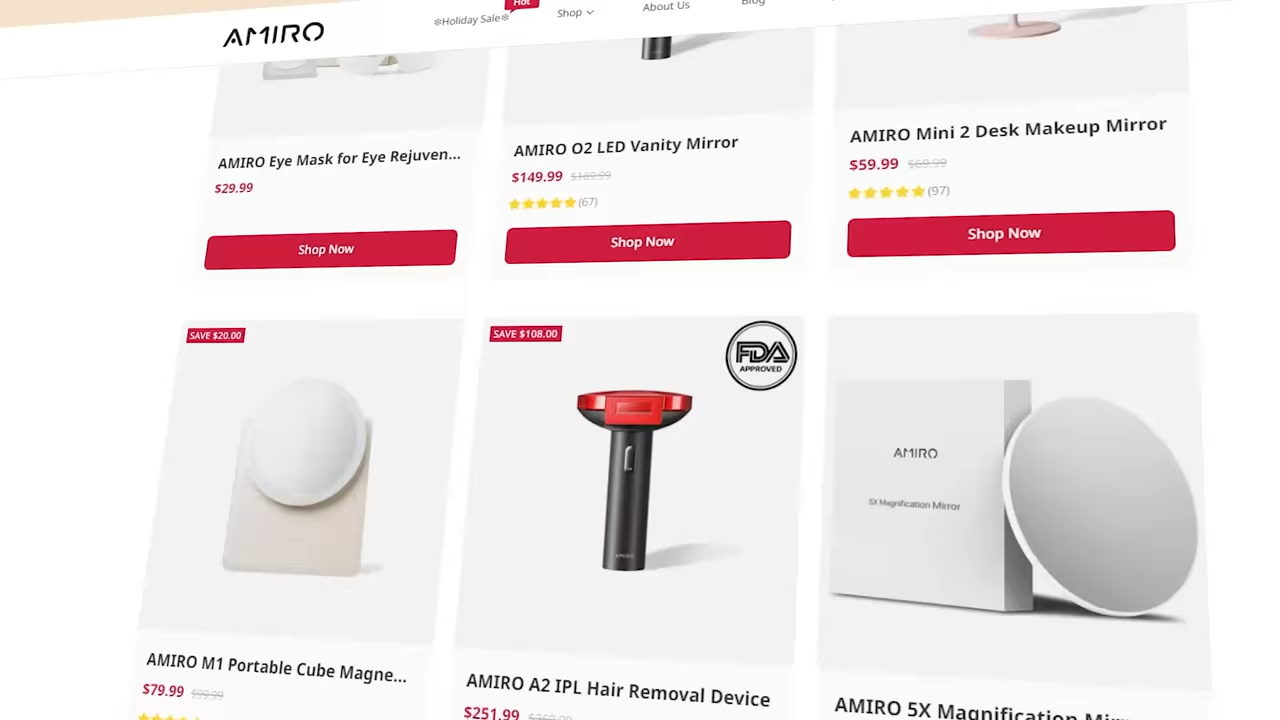 AMIRO
❄Holiday Sale❄
Hot
Shop
About Us
Blog
AMIRO Eye Mask for Eye Rejuven...
$29.99
Shop Now
AMIRO O2 LED Vanity Mirror
$149.99 $169.99
(67)
Shop Now
AMIRO Mini 2 Desk Makeup Mirror
$59.99 $69.99
(97)
Shop Now
SAVE $20.00
AMIRO M1 Portable Cube Magne...
$79.99 $99.99
SAVE $108.00
FDA
APPROVED
AMIRO
AMIRO A2 IPL Hair Removal Device
$251.99
AMIRO
5X Magnification Mirror
AMIRO 5X Magnification